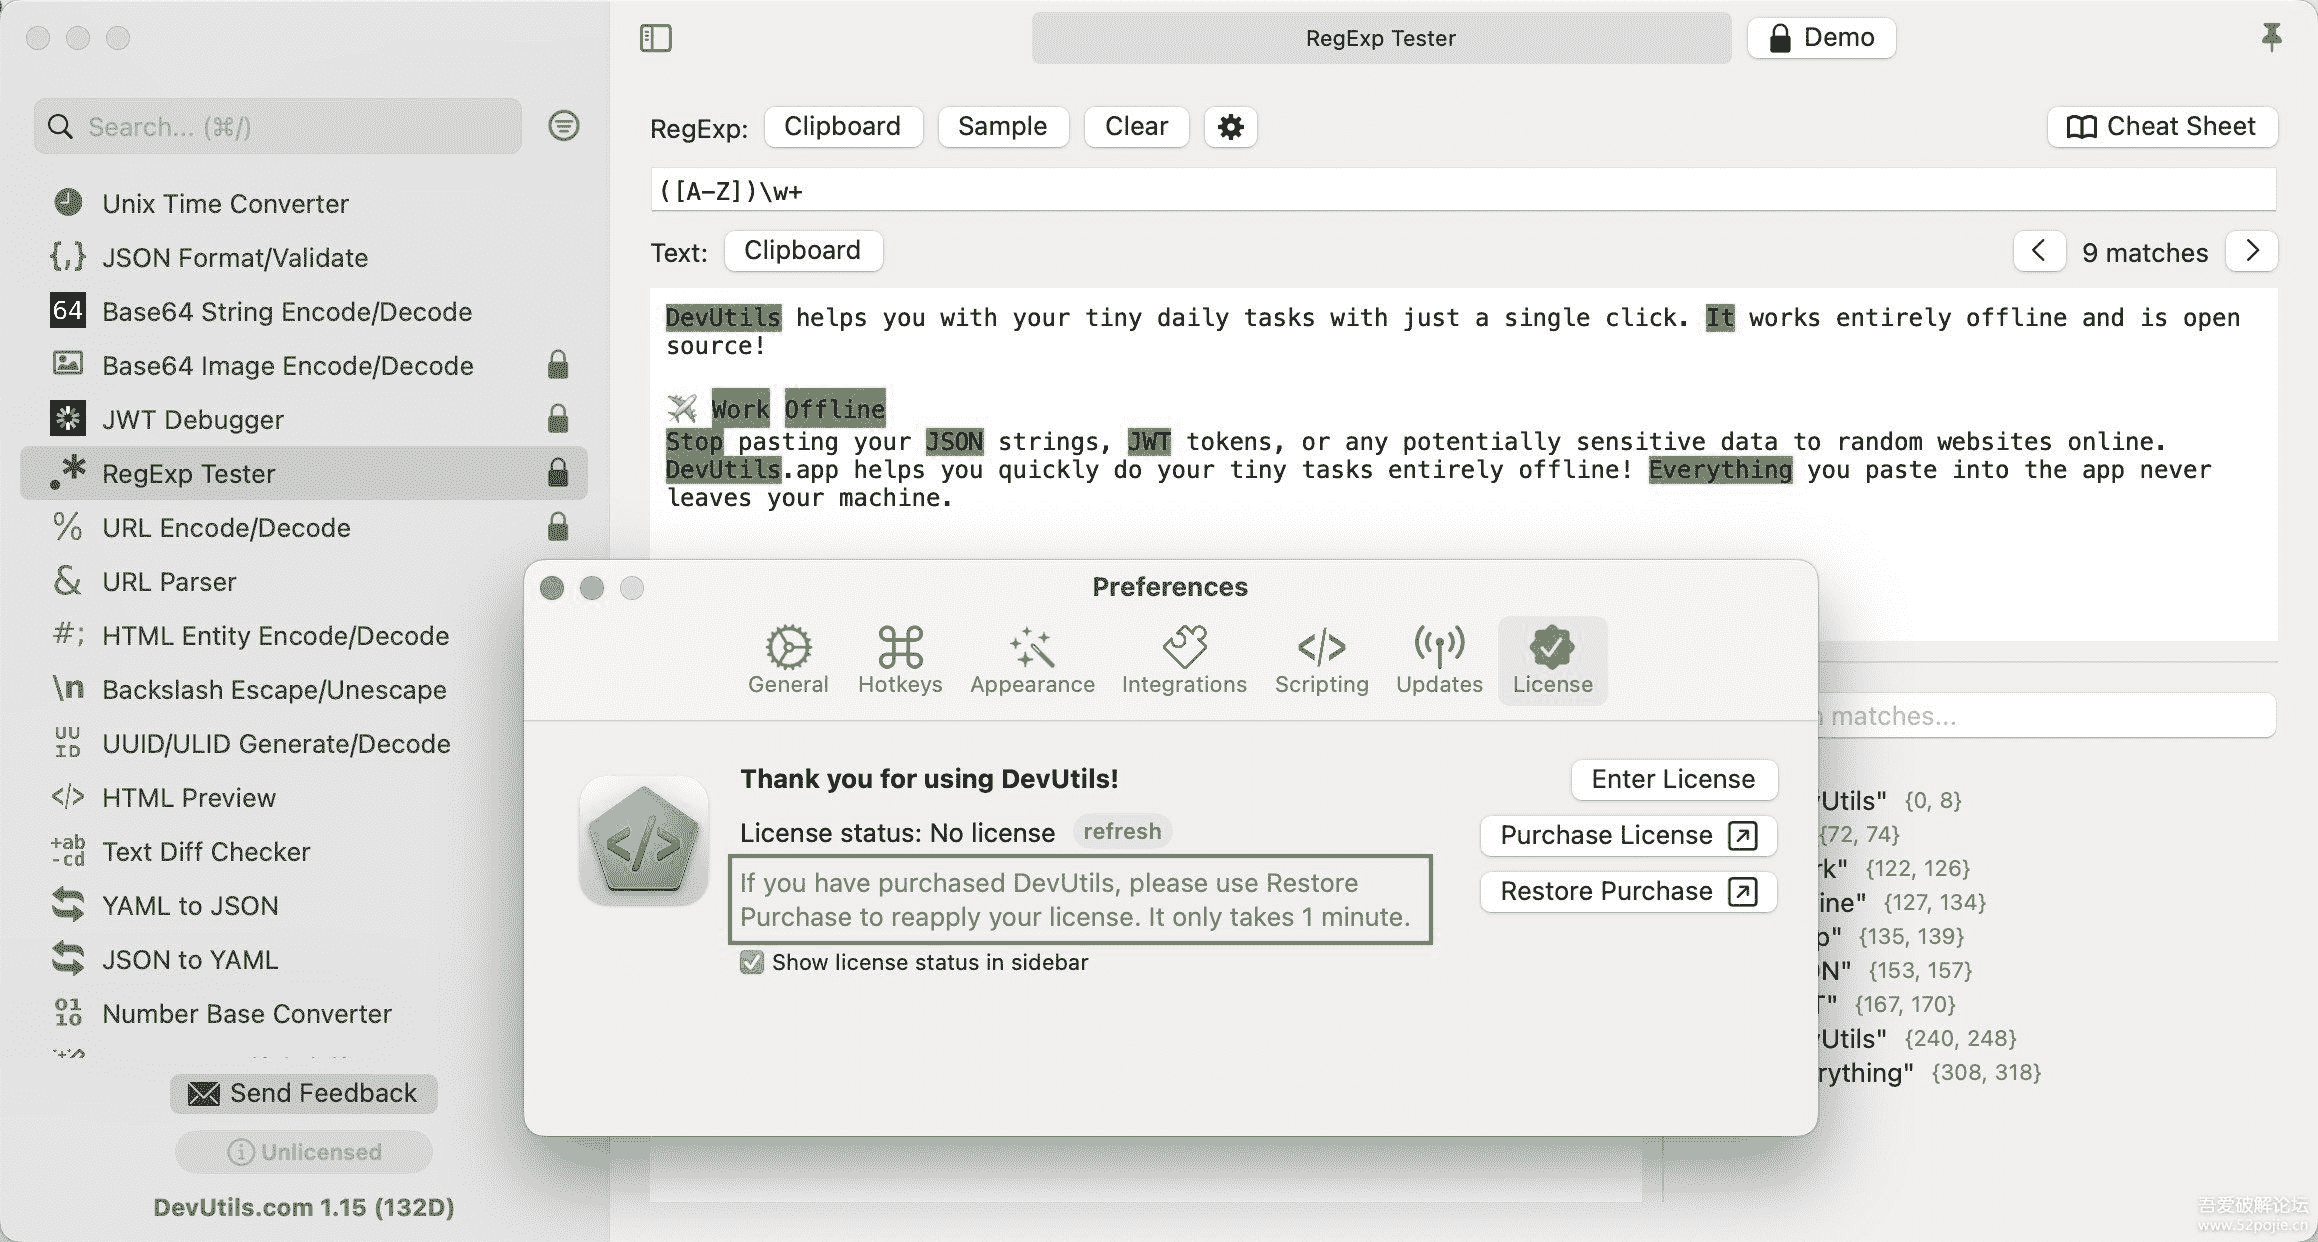 RegExp Tester
Demo
Search... (⌘/)
Unix Time Converter
{,} JSON Format/Validate
64 Base64 String Encode/Decode
Base64 Image Encode/Decode
JWT Debugger
.* RegExp Tester
% URL Encode/Decode
& URL Parser
#; HTML Entity Encode/Decode
\n Backslash Escape/Unescape
UU
ID
UUID/ULID Generate/Decode
</> HTML Preview
+ab
-cd
Text Diff Checker
YAML to JSON
JSON to YAML
01
10
Number Base Converter
Send Feedback
Unlicensed
DevUtils.com 1.15 (132D)
RegExp: Clipboard Sample Clear Cheat Sheet
([A-Z])\w+
Text: Clipboard < 9 matches >
DevUtils helps you with your tiny daily tasks with just a single click. It works entirely offline and is open
source!
Work Offline
Stop pasting your JSON strings, JWT tokens, or any potentially sensitive data to random websites online.
DevUtils.app helps you quickly do your tiny tasks entirely offline! Everything you paste into the app never
leaves your machine.
Preferences
General Hotkeys Appearance Integrations Scripting Updates License
Thank you for using DevUtils!
License status: No license refresh
If you have purchased DevUtils, please use Restore
Purchase to reapply your license. It only takes 1 minute.
Show license status in sidebar
Enter License
Purchase License
Restore Purchase
matches...
Utils" {0, 8}
{72, 74}
rk" {122, 126}
ine" {127, 134}
p" {135, 139}
N" {153, 157}
T" {167, 170}
Utils" {240, 248}
rything" {308, 318}
吾爱破解论坛
www.52pojie.cn